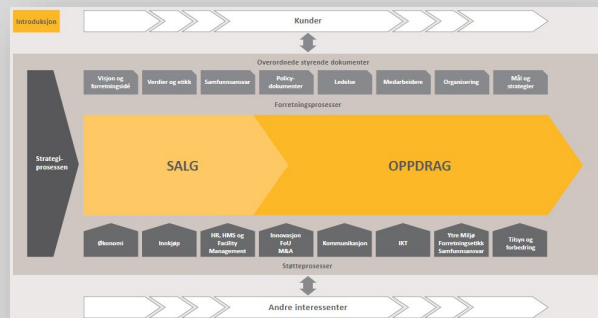 Introduksjon
Kunder
Overordnede styrende dokumenter
Visjon og
forretningsidé
Verdier og etikk
Samfunnsansvar
Policy-
dokumenter
Ledelse
Medarbeidere
Organisering
Mål og
strategier
Forretningsprosesser
Strategi-
prosessen
SALG
OPPDRAG
Økonomi
Innkjøp
HR, HMS og
Facility
Management
Innovasjon
FoU
M&A
Kommunikasjon
IKT
Ytre Miljø
Forretningsetikk
Samfunnsansvar
Tilsyn og
forbedring
Støtteprosesser
Andre interessenter